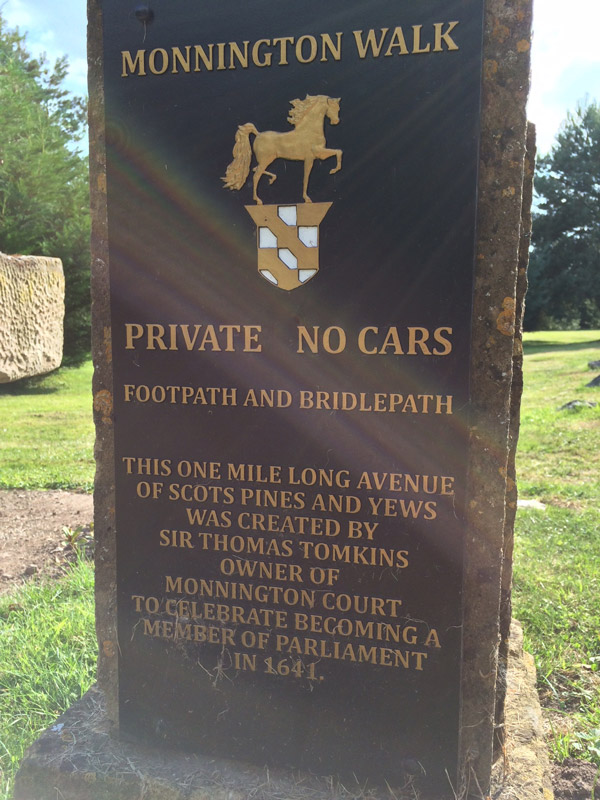 MONNINGTON WALK
PRIVATE NO CARS
FOOTPATH AND BRIDLEPATH
THIS ONE MILE LONG AVENUE
OF SCOTS PINES AND YEWS
WAS CREATED BY
SIR THOMAS TOMKINS
OWNER OF
MONNINGTON COURT
TO CELEBRATE BECOMING A
MEMBER OF PARLIAMENT
IN 1641.